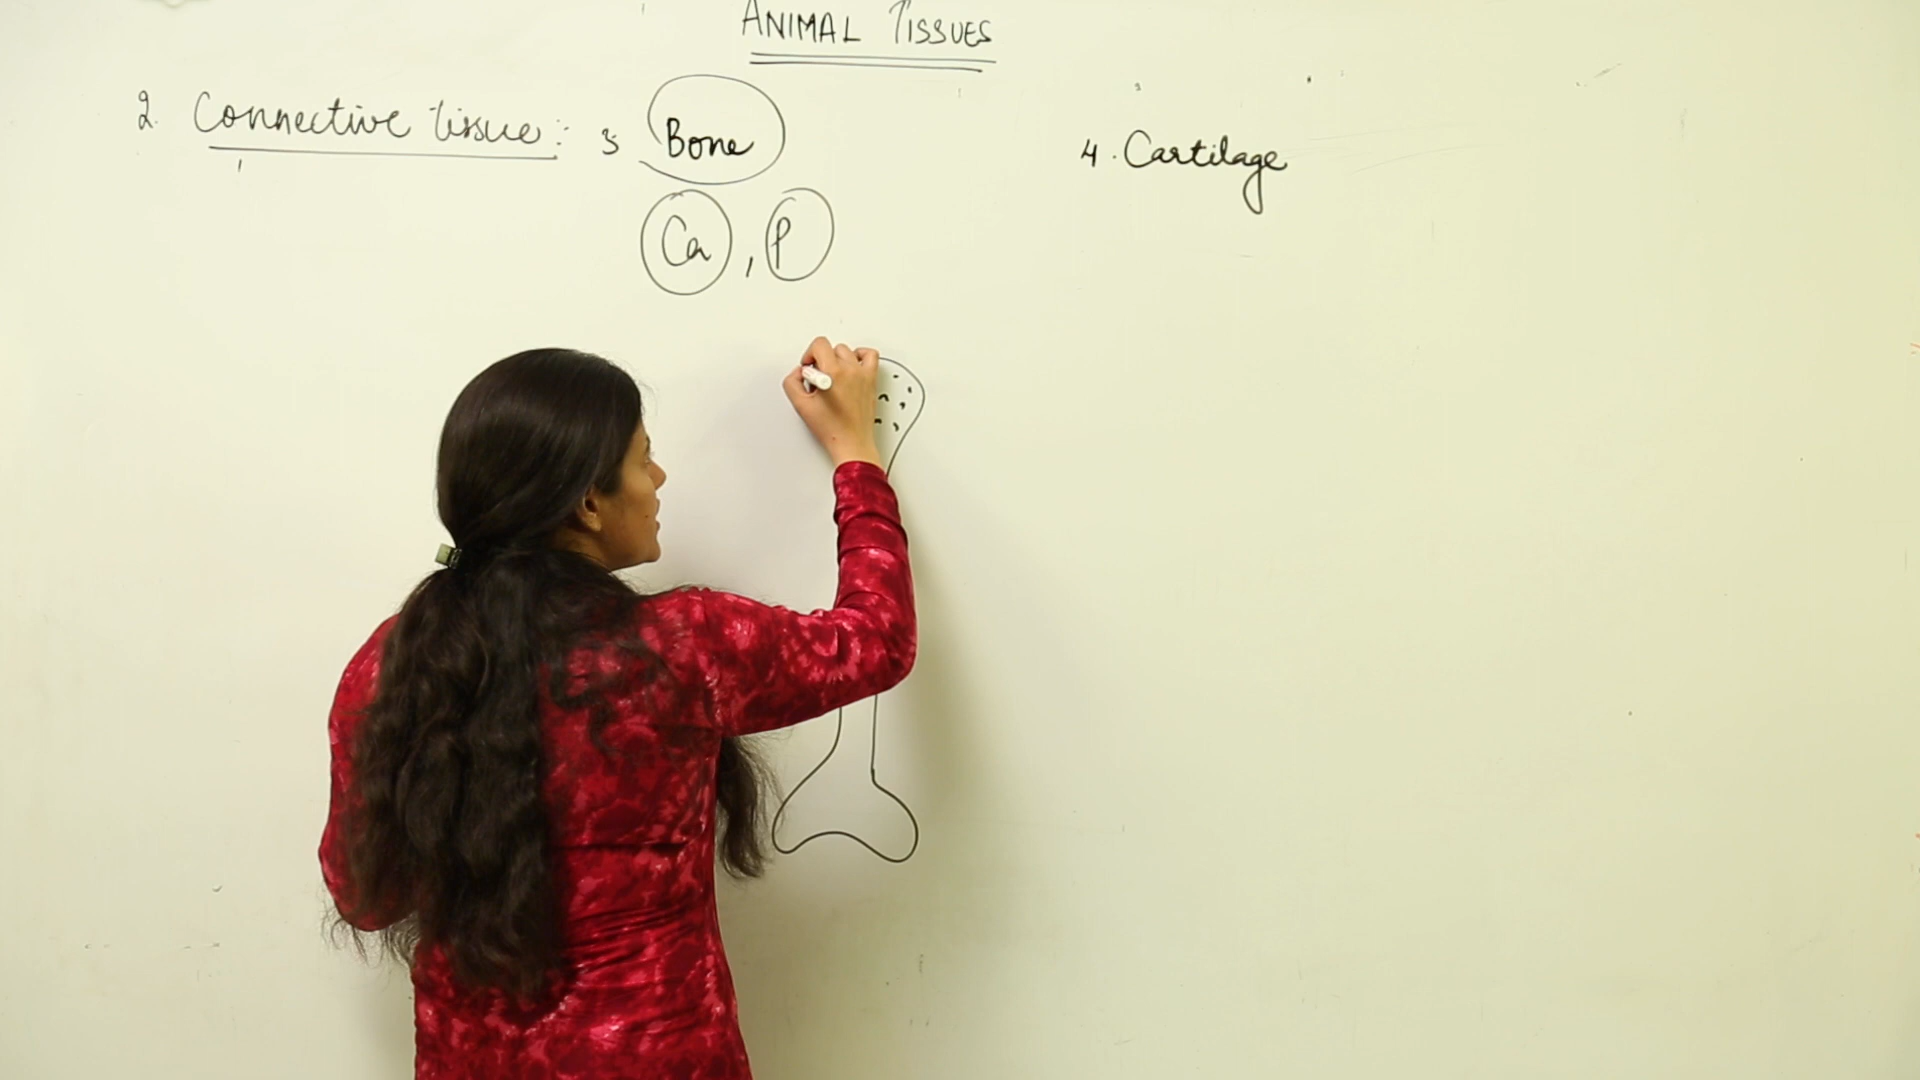 ANIMAL TISSUES
2. Connective tissue: 3 Bone
4. Cartilage
Ca, P